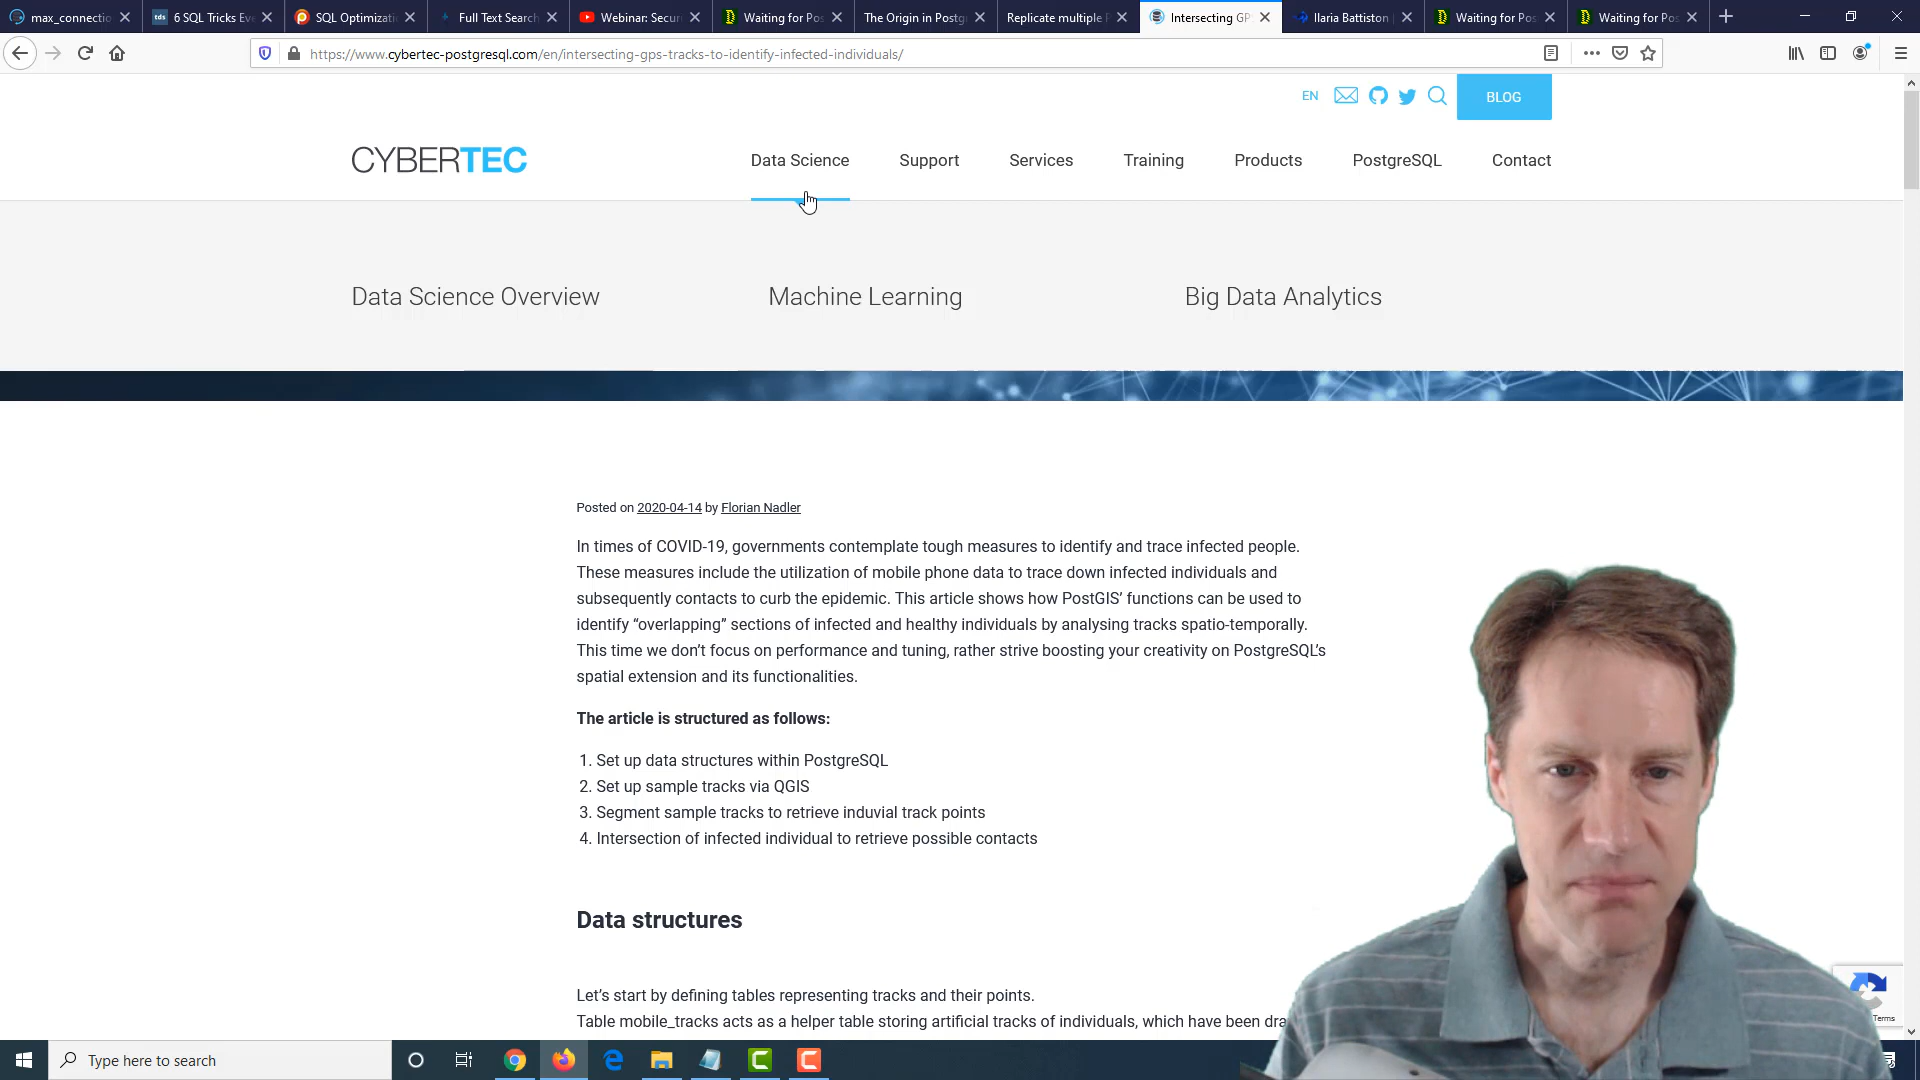 max_connectio
6 SQL Tricks Eve
SQL Optimizati
Full Text Search
Webinar: Secur
Waiting for Pos
The Origin in Postg
Replicate multiple P
Intersecting GP
Ilaria Battiston |
Waiting for Pos
Waiting for Pos
https://www.cybertec-postgresql.com/en/intersecting-gps-tracks-to-identify-infected-individuals/
EN
BLOG
CYBERTEC
Data Science
Support
Services
Training
Products
PostgreSQL
Contact
Data Science Overview
Machine Learning
Big Data Analytics
Posted on 2020-04-14 by Florian Nadler
In times of COVID-19, governments contemplate tough measures to identify and trace infected people.
These measures include the utilization of mobile phone data to trace down infected individuals and
subsequently contacts to curb the epidemic. This article shows how PostGIS’ functions can be used to
identify “overlapping” sections of infected and healthy individuals by analysing tracks spatio-temporally.
This time we don’t focus on performance and tuning, rather strive boosting your creativity on PostgreSQL’s
spatial extension and its functionalities.
The article is structured as follows:
1. Set up data structures within PostgreSQL
2. Set up sample tracks via QGIS
3. Segment sample tracks to retrieve induvial track points
4. Intersection of infected individual to retrieve possible contacts
Data structures
Let’s start by defining tables representing tracks and their points.
Table mobile_tracks acts as a helper table storing artificial tracks of individuals, which have been dra
Terms
Type here to search